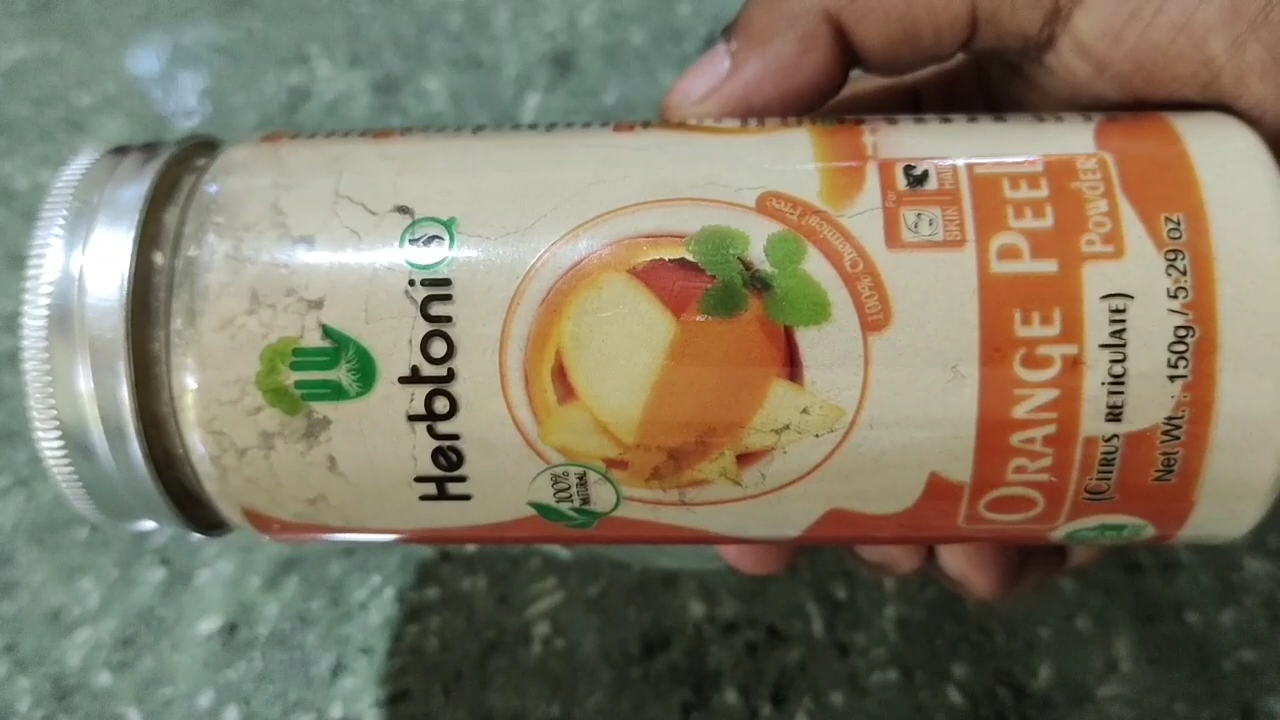 HerbtoniQ
100% Chemical Free
100%
NATURAL
For
SKIN
HAIR
ORANGE PEEL
POWDER
(CITRUS RETICULATE)
Net Wt. : 150g / 5.29 oz